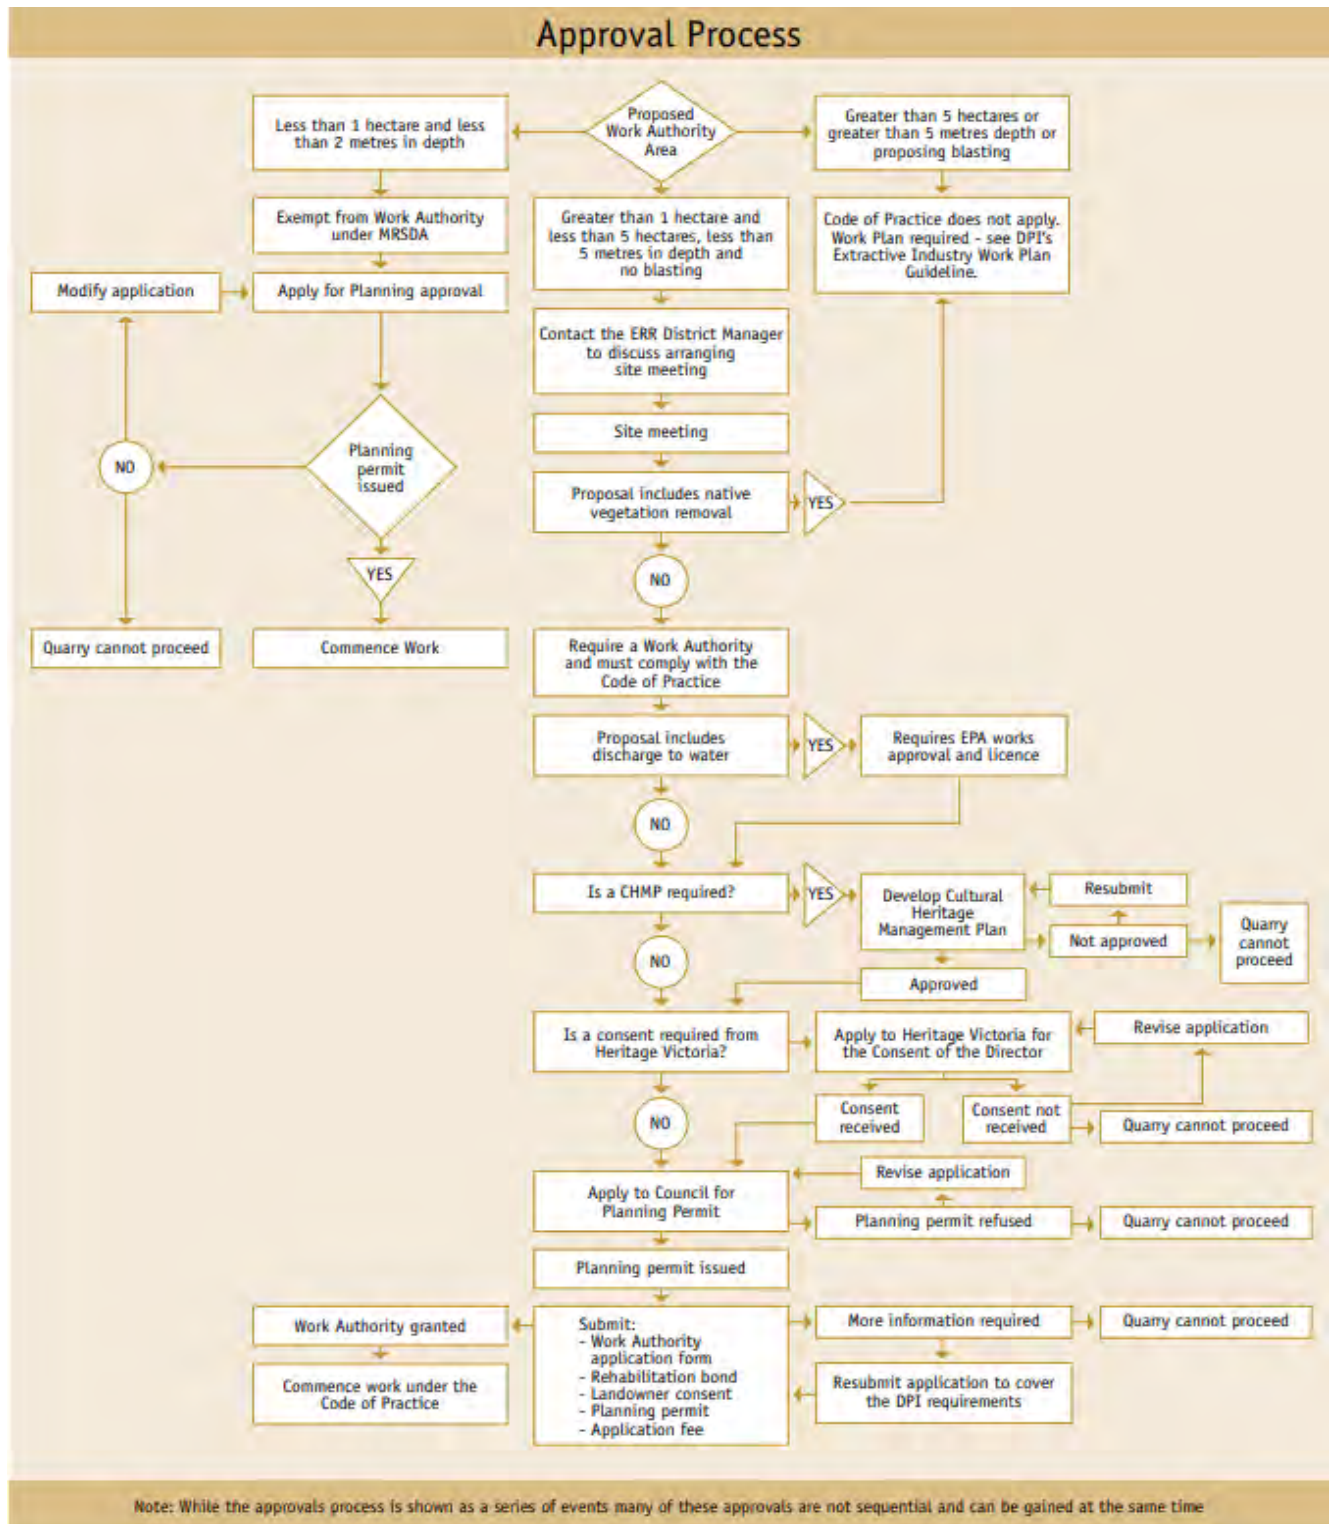 Approval Process
Proposed
Work Authority
Area
Less than 1 hectare and less
than 2 metres in depth
Greater than 5 hectares or
greater than 5 metres depth or
proposing blasting
Exempt from Work Authority
under MRSDA
Greater than 1 hectare and
less than 5 hectares, less than
5 metres in depth and
no blasting
Code of Practice does not apply.
Work Plan required - see DPI's
Extractive Industry Work Plan
Guideline.
Modify application
Apply for Planning approval
Contact the ERR District Manager
to discuss arranging
site meeting
Site meeting
Planning
permit
issued
NO
Proposal includes native
vegetation removal
YES
NO
YES
Quarry cannot proceed
Commence Work
Require a Work Authority
and must comply with the
Code of Practice
Proposal includes
discharge to water
YES
Requires EPA works
approval and licence
NO
Is a CHMP required?
YES
Develop Cultural
Heritage
Management Plan
Resubmit
Not approved
Quarry
cannot
proceed
NO
Approved
Is a consent required from
Heritage Victoria?
Apply to Heritage Victoria for
the Consent of the Director
Revise application
NO
Consent
received
Consent not
received
Quarry cannot proceed
Revise application
Apply to Council for
Planning Permit
Planning permit refused
Quarry cannot proceed
Planning permit issued
Work Authority granted
Submit:
- Work Authority
application form
- Rehabilitation bond
- Landowner consent
- Planning permit
- Application fee
More information required
Quarry cannot proceed
Commence work under the
Code of Practice
Resubmit application to cover
the DPI requirements
Note: While the approvals process is shown as a series of events many of these approvals are not sequential and can be gained at the same time